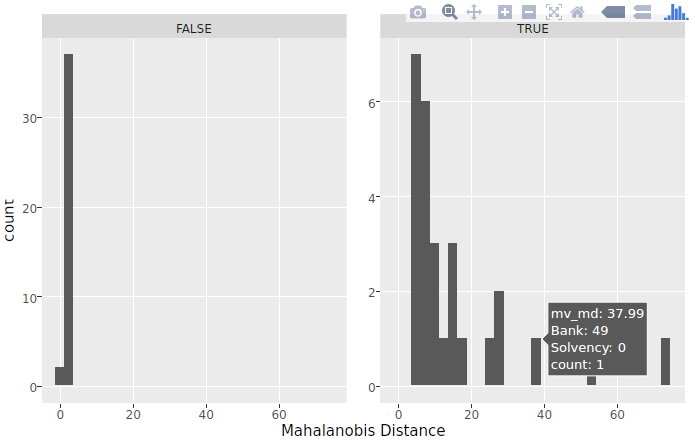 FALSE
TRUE
count
30
20
10
0
6
4
2
0
mv_md: 37.99
Bank: 49
Solvency: 0
count: 1
0
20
40
60
0
20
40
60
Mahalanobis Distance